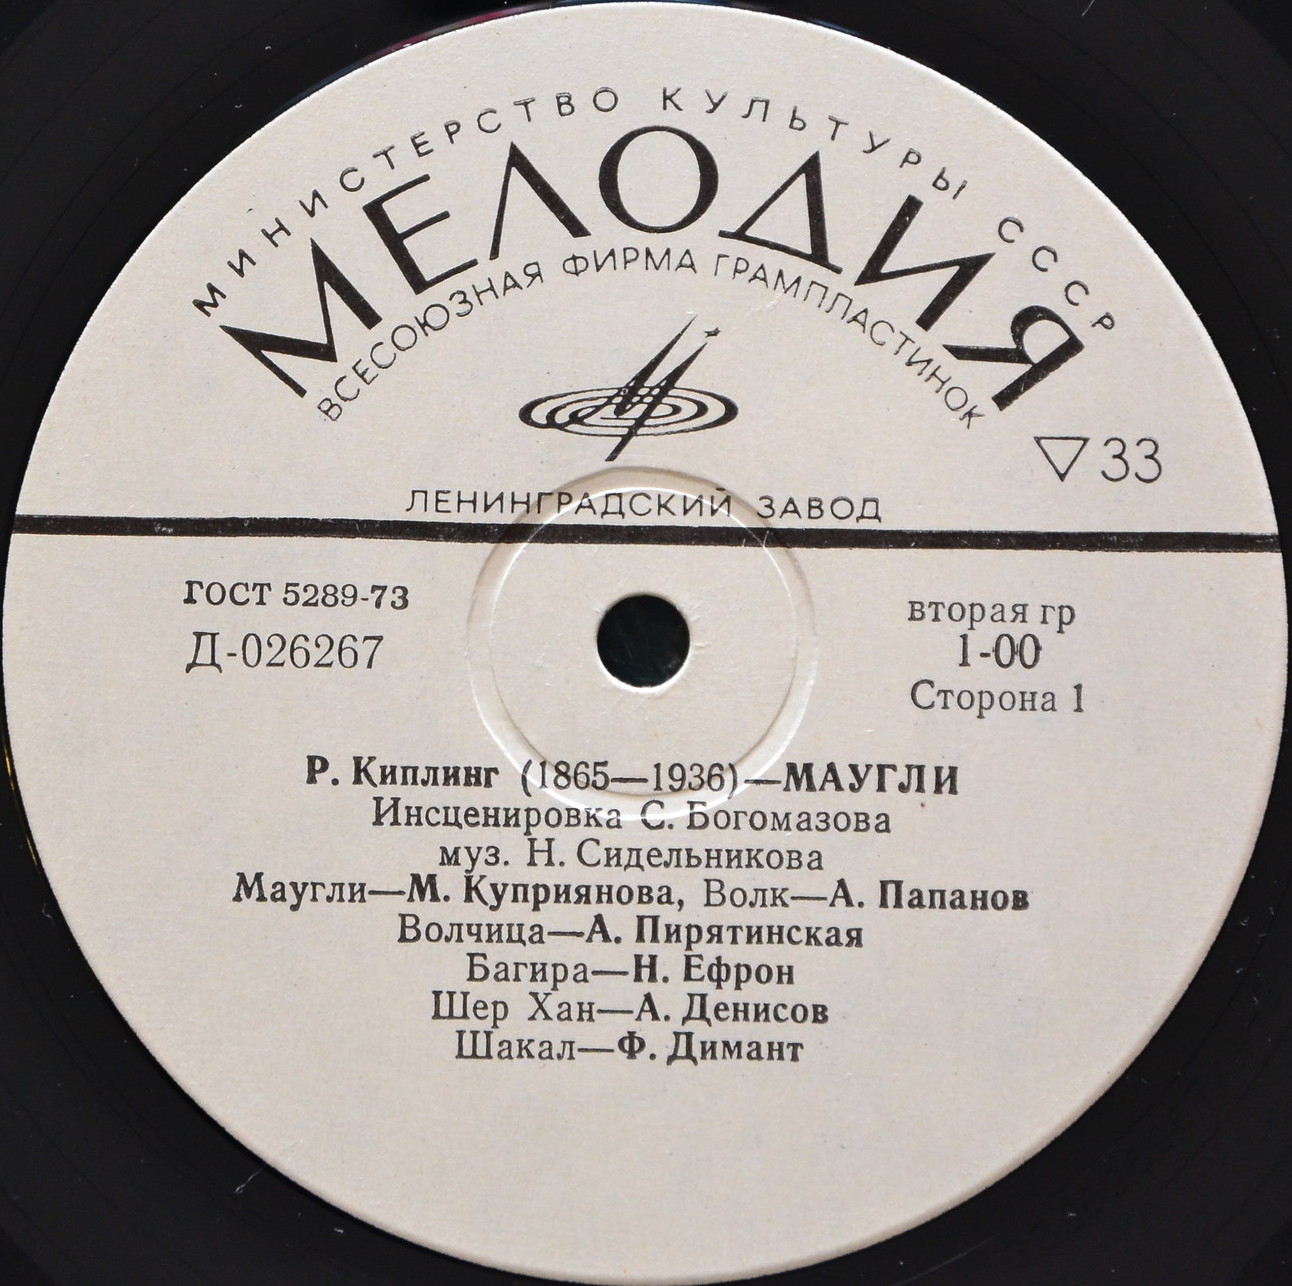 МИНИСТЕРСТВО КУЛЬТУРЫ СССР
МЕЛОДИЯ
ВСЕСОЮЗНАЯ ФИРМА ГРАМПЛАСТИНОК
▽33
ЛЕНИНГРАДСКИЙ ЗАВОД
ГОСТ 5289-73
Д-026267
вторая гр
1-00
Сторона 1
Р. Киплинг (1865—1936)—МАУГЛИ
Инсценировка С. Богомазова
муз. Н. Сидельникова
Маугли—М. Куприянова, Волк—А. Папанов
Волчица—А. Пирятинская
Багира—Н. Ефрон
Шер Хан—А. Денисов
Шакал—Ф. Димант